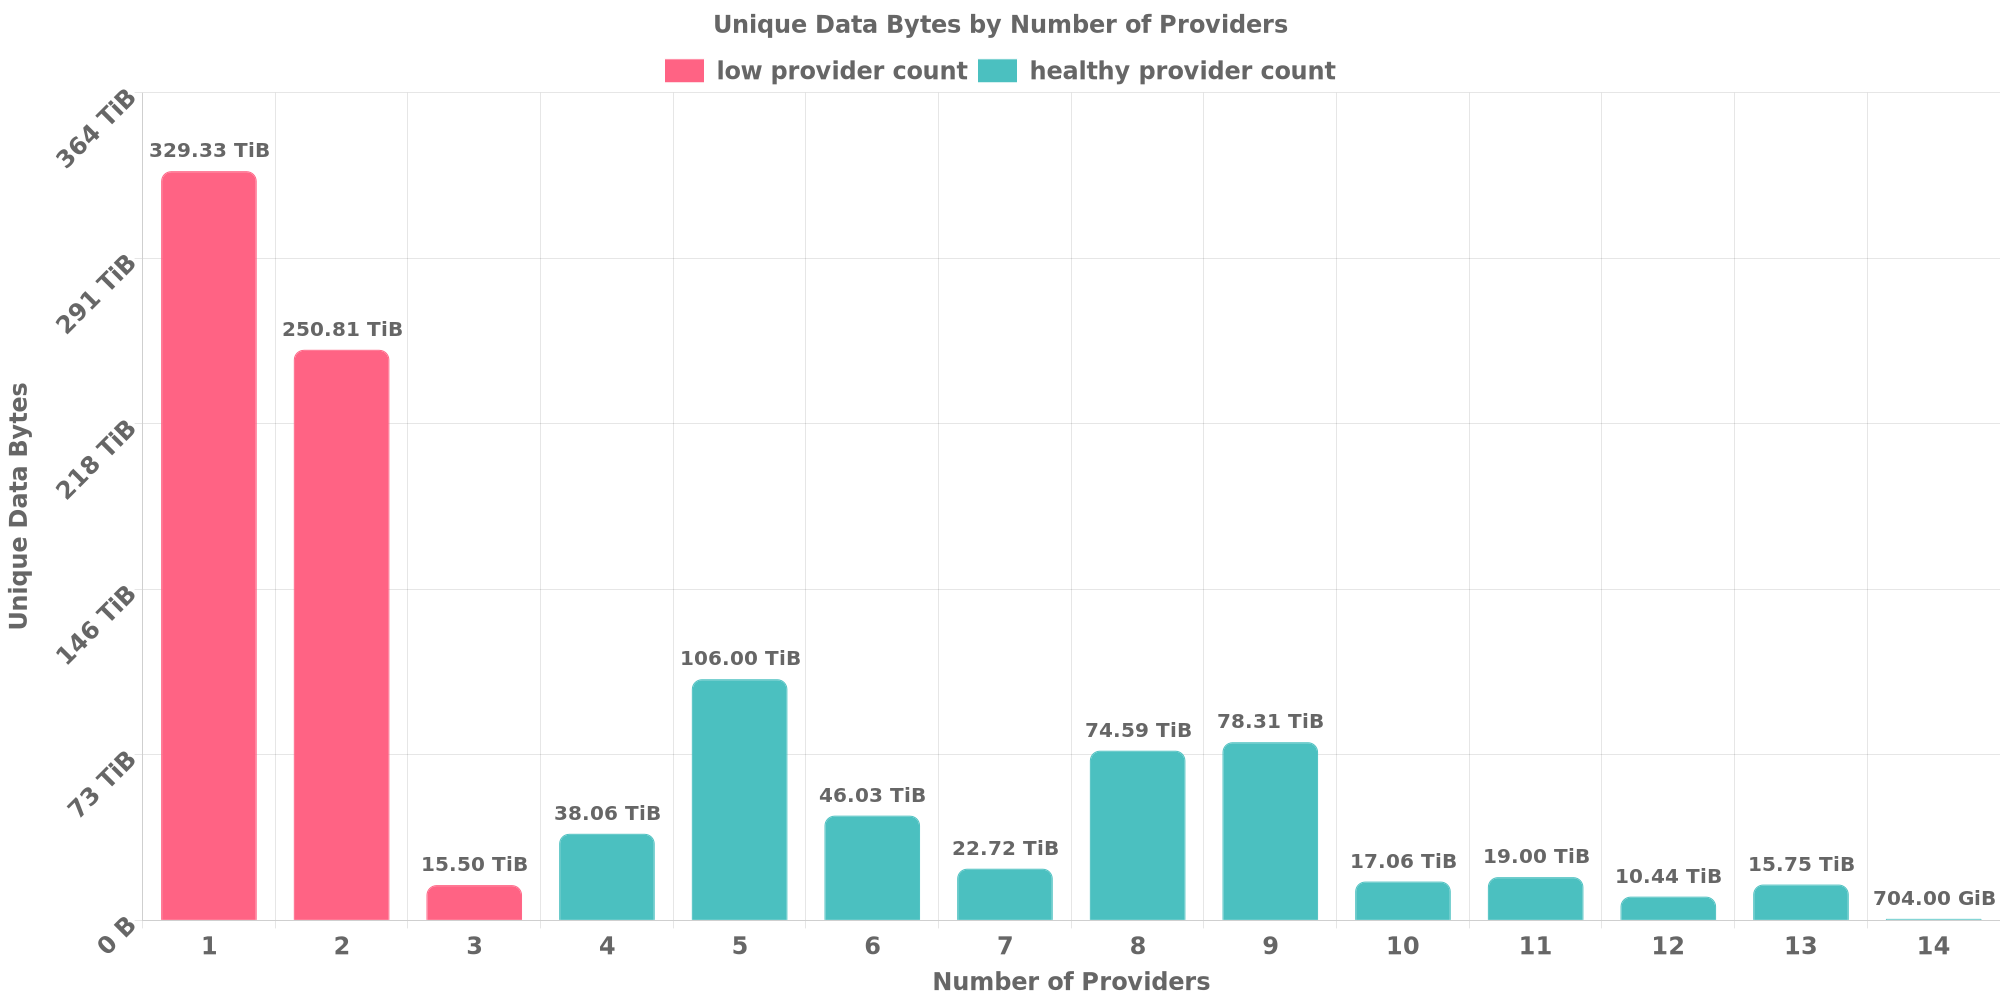 Unique Data Bytes by Number of Providers
low provider count
healthy provider count
364 TiB
291 TiB
218 TiB
146 TiB
73 TiB
0 B
Unique Data Bytes
329.33 TiB
250.81 TiB
15.50 TiB
38.06 TiB
106.00 TiB
46.03 TiB
22.72 TiB
74.59 TiB
78.31 TiB
17.06 TiB
19.00 TiB
10.44 TiB
15.75 TiB
704.00 GiB
1 2 3 4 5 6 7 8 9 10 11 12 13 14
Number of Providers